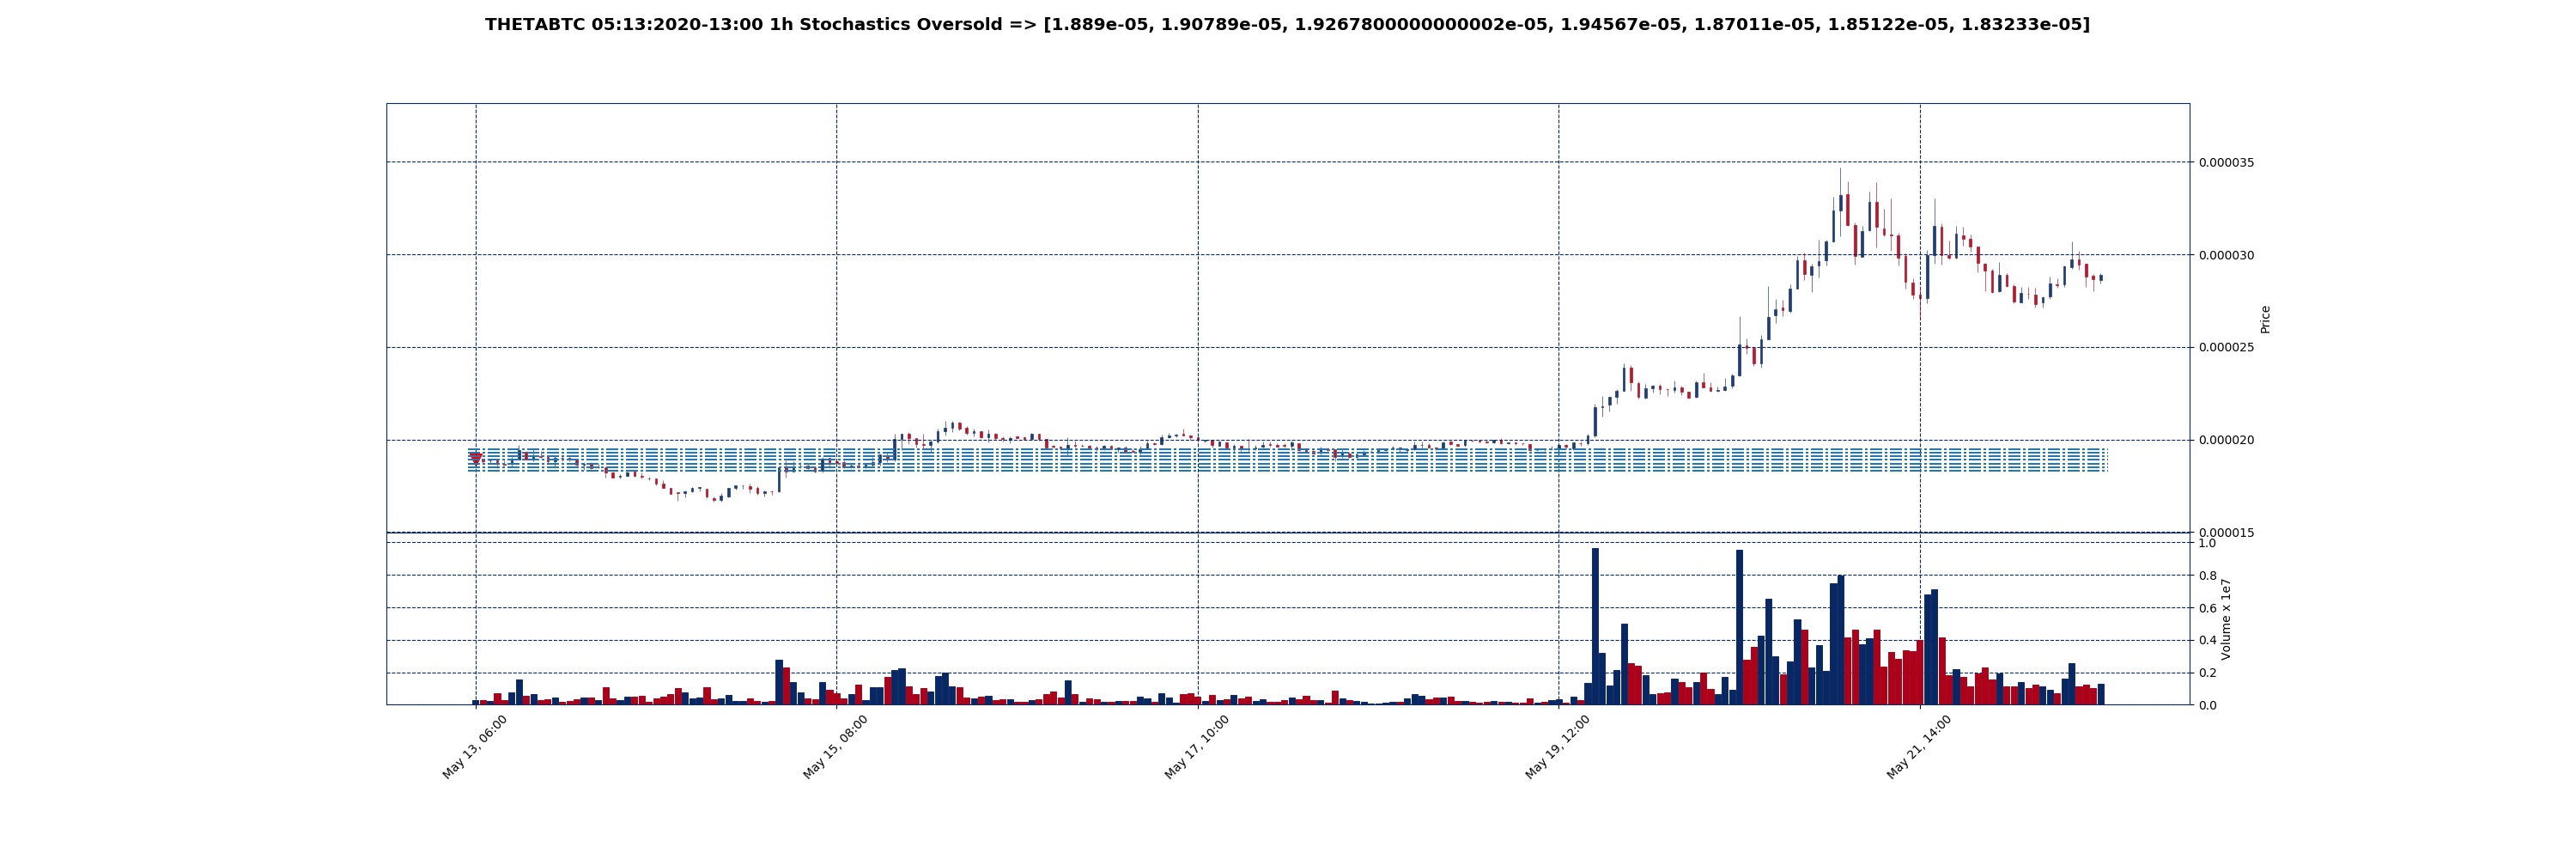 THETABTC 05:13:2020-13:00 1h Stochastics Oversold => [1.889e-05, 1.90789e-05, 1.9267800000000002e-05, 1.94567e-05, 1.87011e-05, 1.85122e-05, 1.83233e-05]
0.000035
0.000030
0.000025
0.000020
0.000015
Price
1.0
0.8
0.6
0.4
0.2
0.0
Volume x 1e7
May 13, 06:00
May 15, 08:00
May 17, 10:00
May 19, 12:00
May 21, 14:00